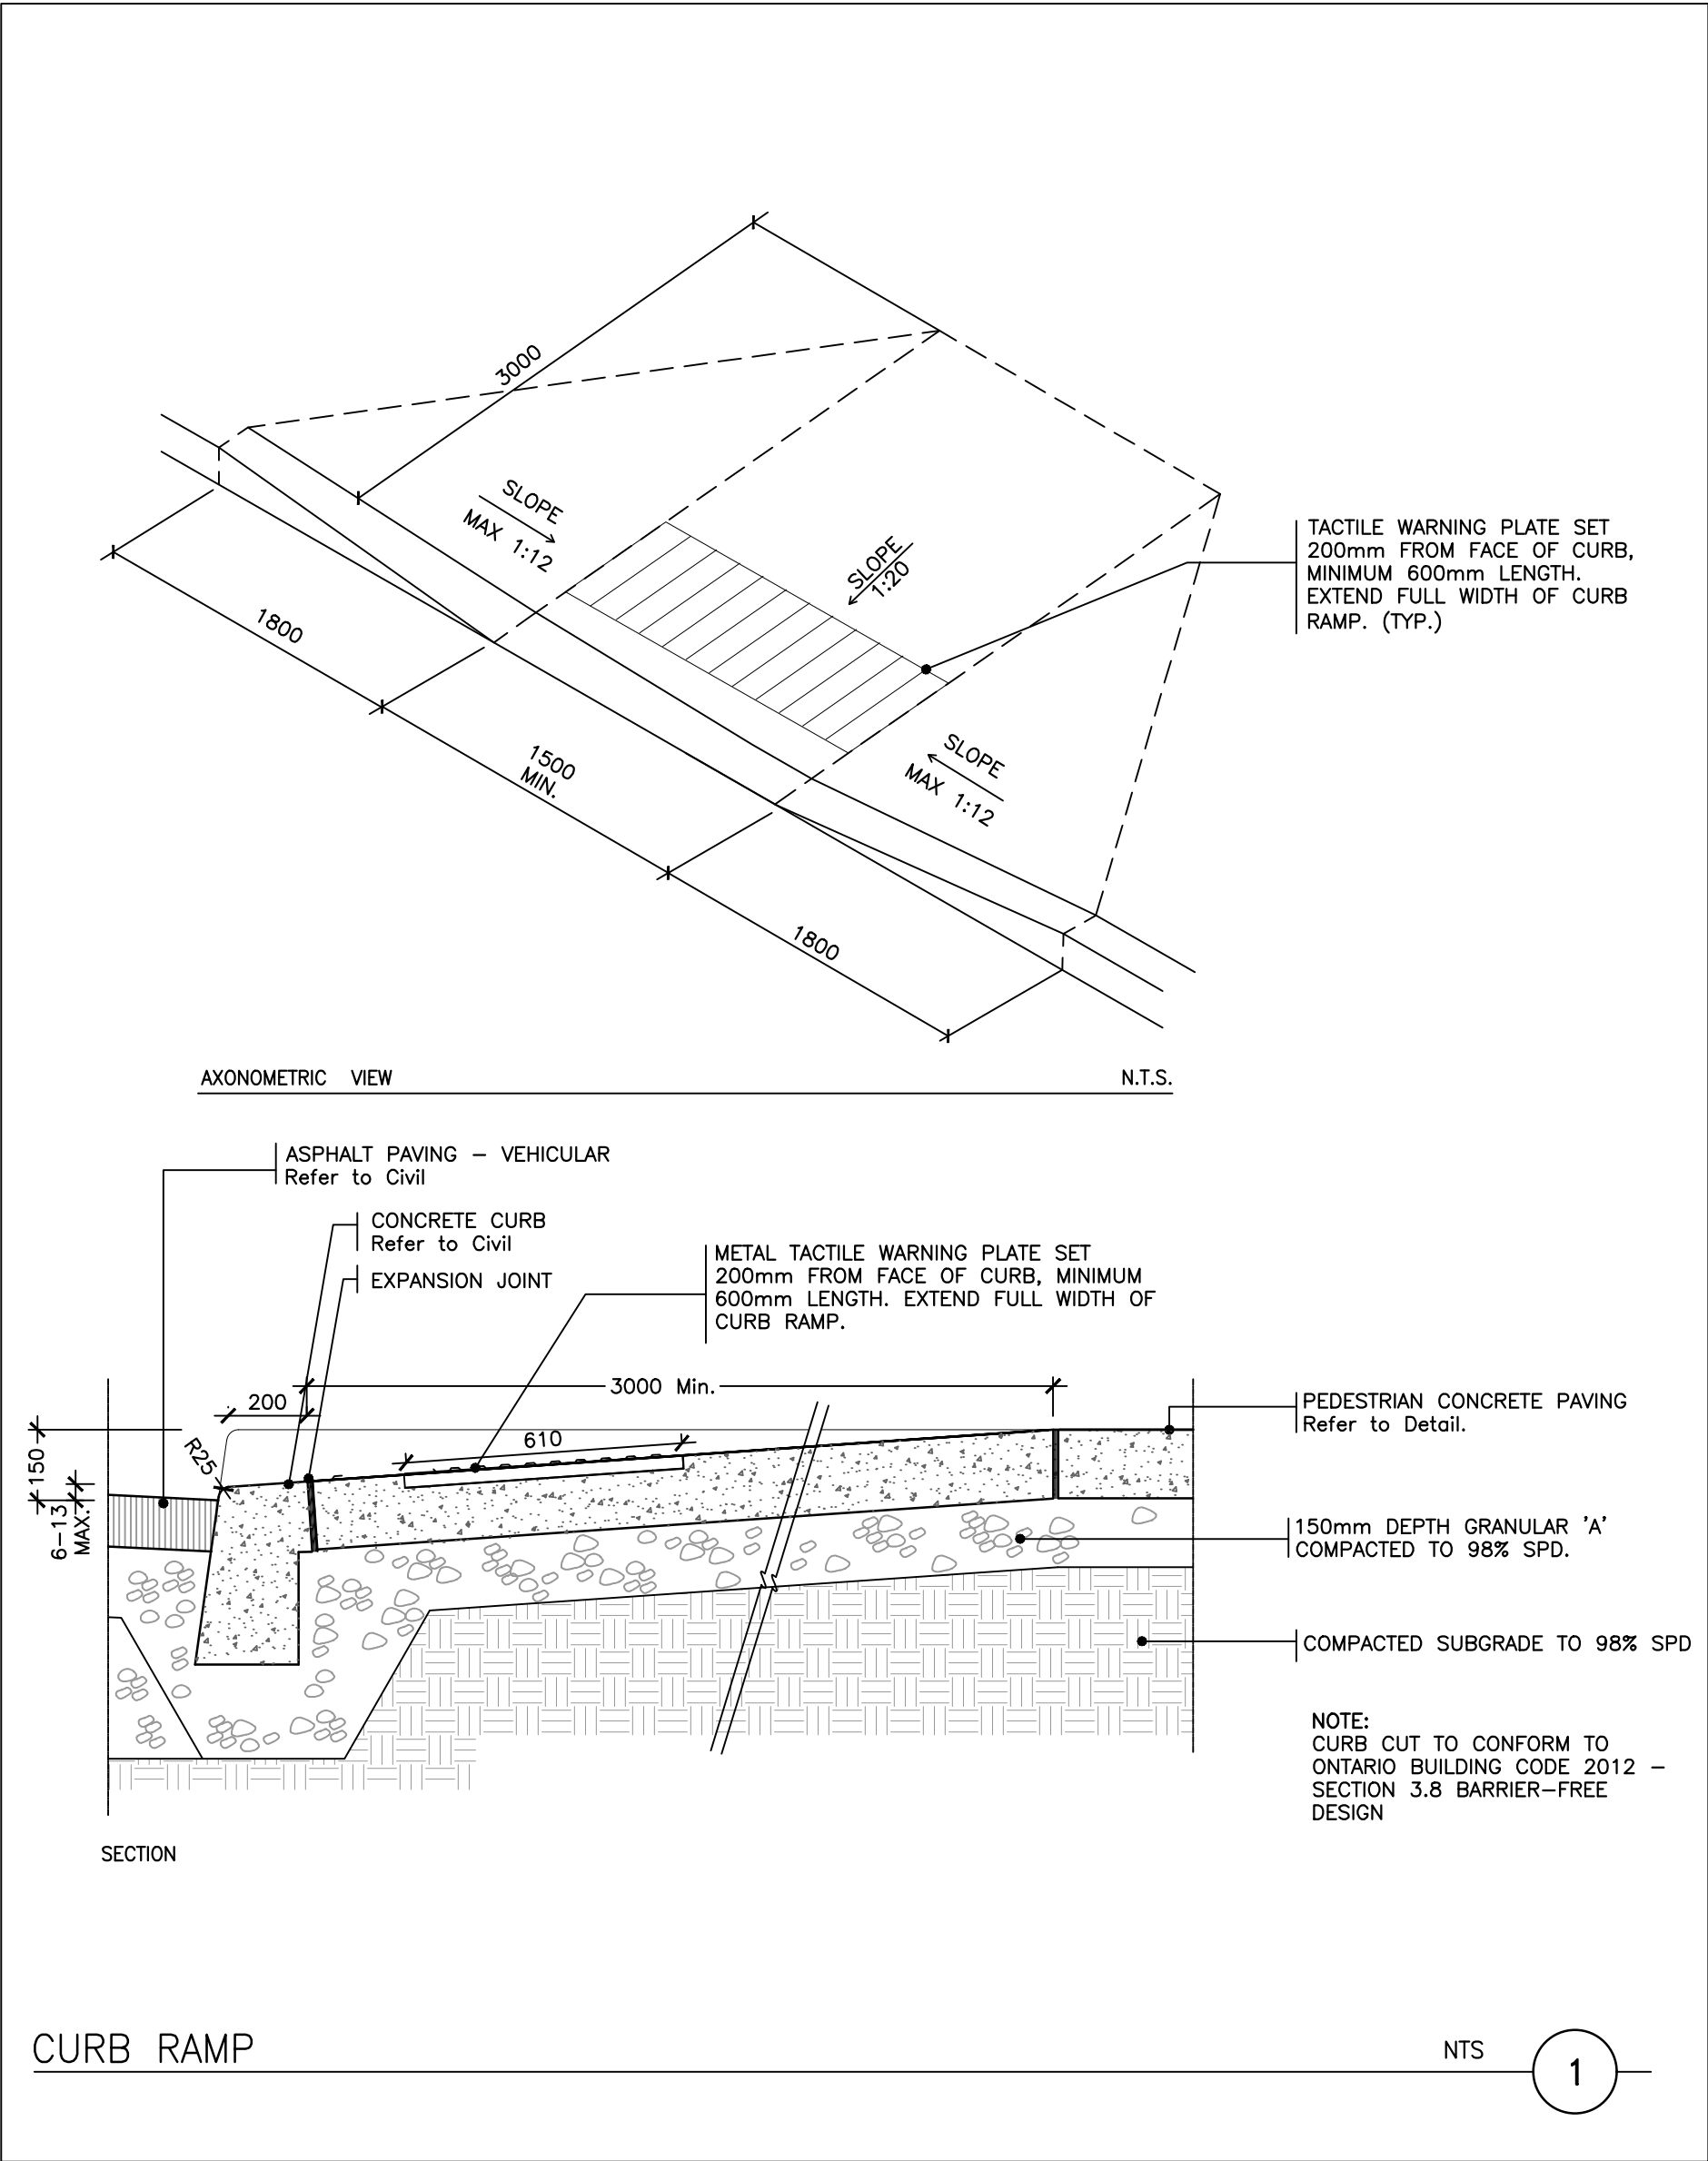 3000
SLOPE
MAX 1:12
SLOPE
1:20
TACTILE WARNING PLATE SET
200mm FROM FACE OF CURB,
MINIMUM 600mm LENGTH.
EXTEND FULL WIDTH OF CURB
RAMP. (TYP.)
1800
1500
MIN.
SLOPE
MAX 1:12
1800
AXONOMETRIC VIEW
N.T.S.
ASPHALT PAVING – VEHICULAR
Refer to Civil
CONCRETE CURB
Refer to Civil
EXPANSION JOINT
METAL TACTILE WARNING PLATE SET
200mm FROM FACE OF CURB, MINIMUM
600mm LENGTH. EXTEND FULL WIDTH OF
CURB RAMP.
3000 Min.
200
610
R25
150
6–13
MAX.
PEDESTRIAN CONCRETE PAVING
Refer to Detail.
150mm DEPTH GRANULAR 'A'
COMPACTED TO 98% SPD.
COMPACTED SUBGRADE TO 98% SPD
NOTE:
CURB CUT TO CONFORM TO
ONTARIO BUILDING CODE 2012 –
SECTION 3.8 BARRIER–FREE
DESIGN
SECTION
CURB RAMP
NTS
1